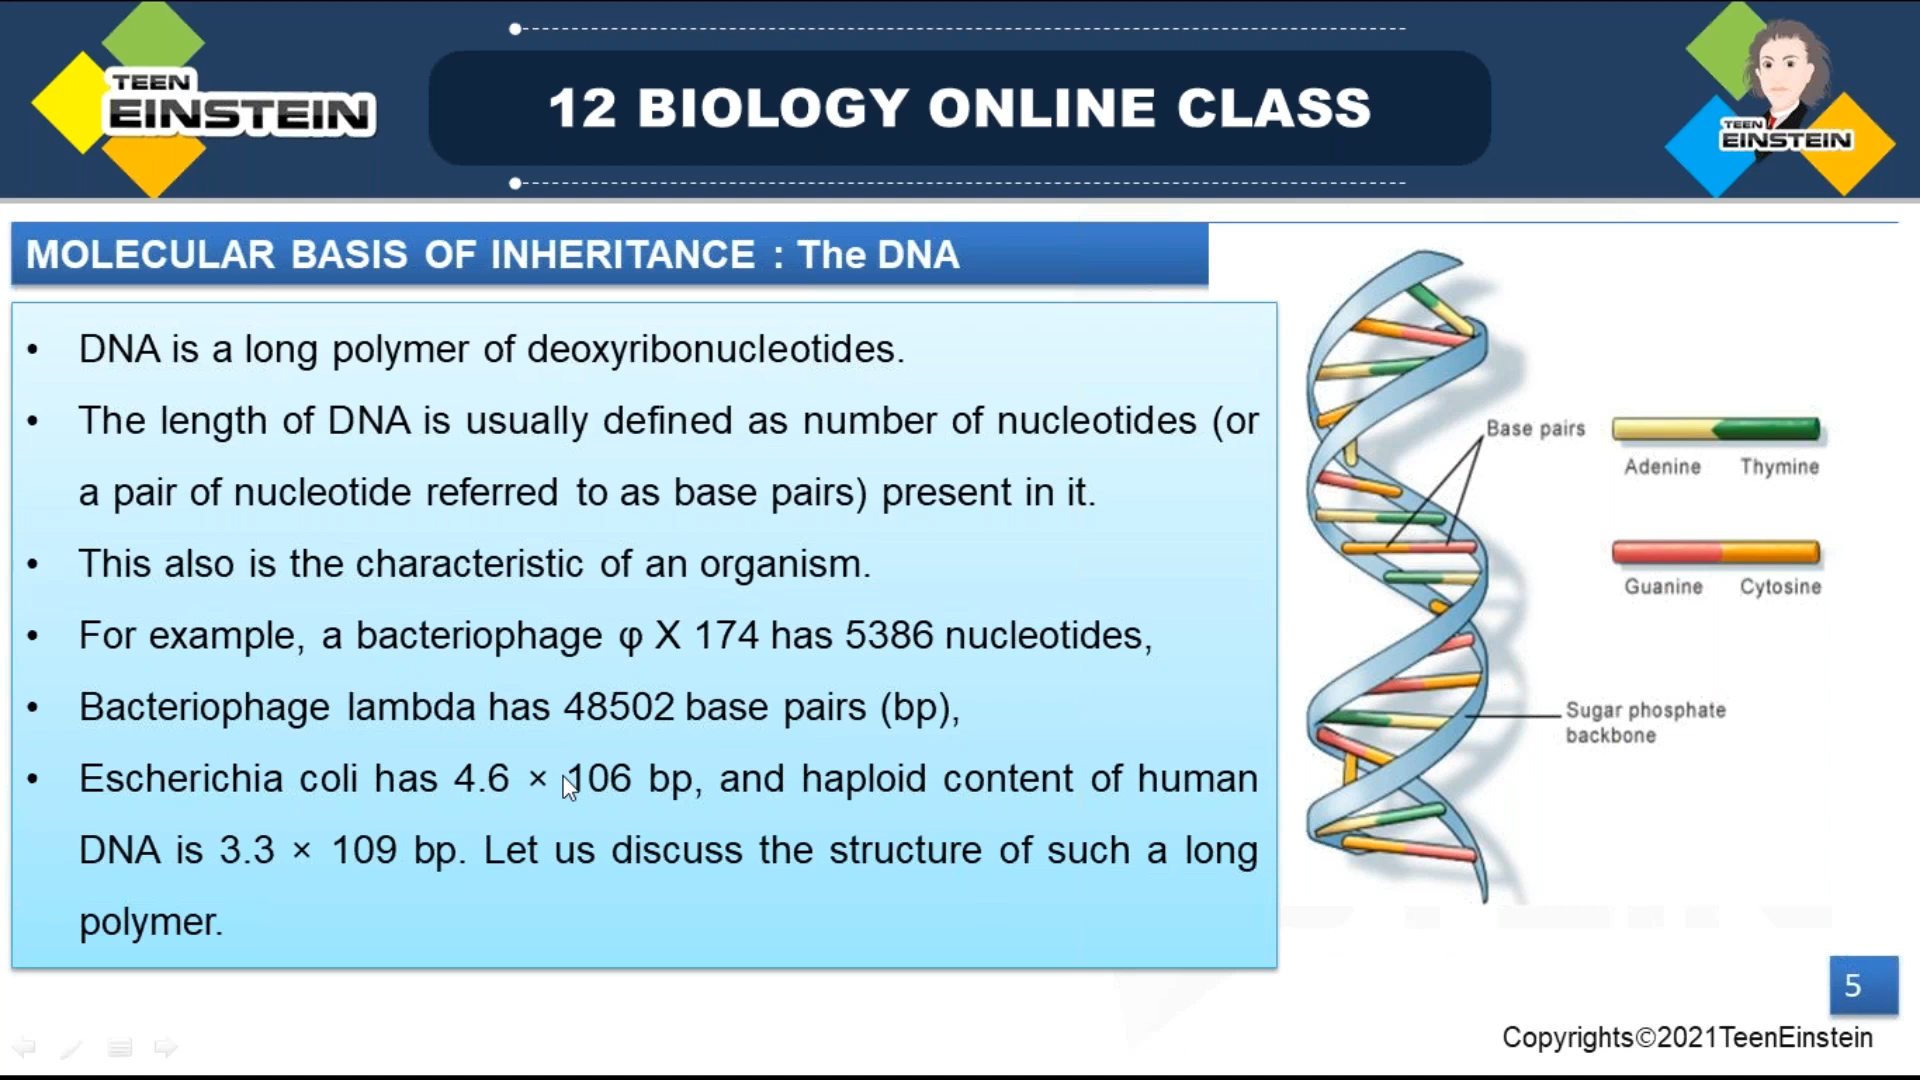 TEEN
EINSTEIN
12 BIOLOGY ONLINE CLASS
TEEN
EINSTEIN
MOLECULAR BASIS OF INHERITANCE : The DNA
• DNA is a long polymer of deoxyribonucleotides.
• The length of DNA is usually defined as number of nucleotides (or
a pair of nucleotide referred to as base pairs) present in it.
• This also is the characteristic of an organism.
• For example, a bacteriophage φ X 174 has 5386 nucleotides,
• Bacteriophage lambda has 48502 base pairs (bp),
• Escherichia coli has 4.6 × 106 bp, and haploid content of human
DNA is 3.3 × 109 bp. Let us discuss the structure of such a long
polymer.
Base pairs
Adenine Thymine
Guanine Cytosine
Sugar phosphate
backbone
5
Copyrights©2021TeenEinstein